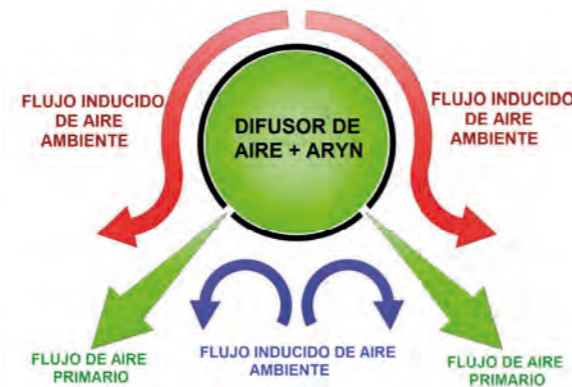 FLUJO INDUCIDO
DE AIRE
AMBIENTE
DIFUSOR DE
AIRE + ARYN
FLUJO INDUCIDO
DE AIRE
AMBIENTE
FLUJO DE AIRE
PRIMARIO
FLUJO INDUCIDO DE AIRE
AMBIENTE
FLUJO DE AIRE
PRIMARIO